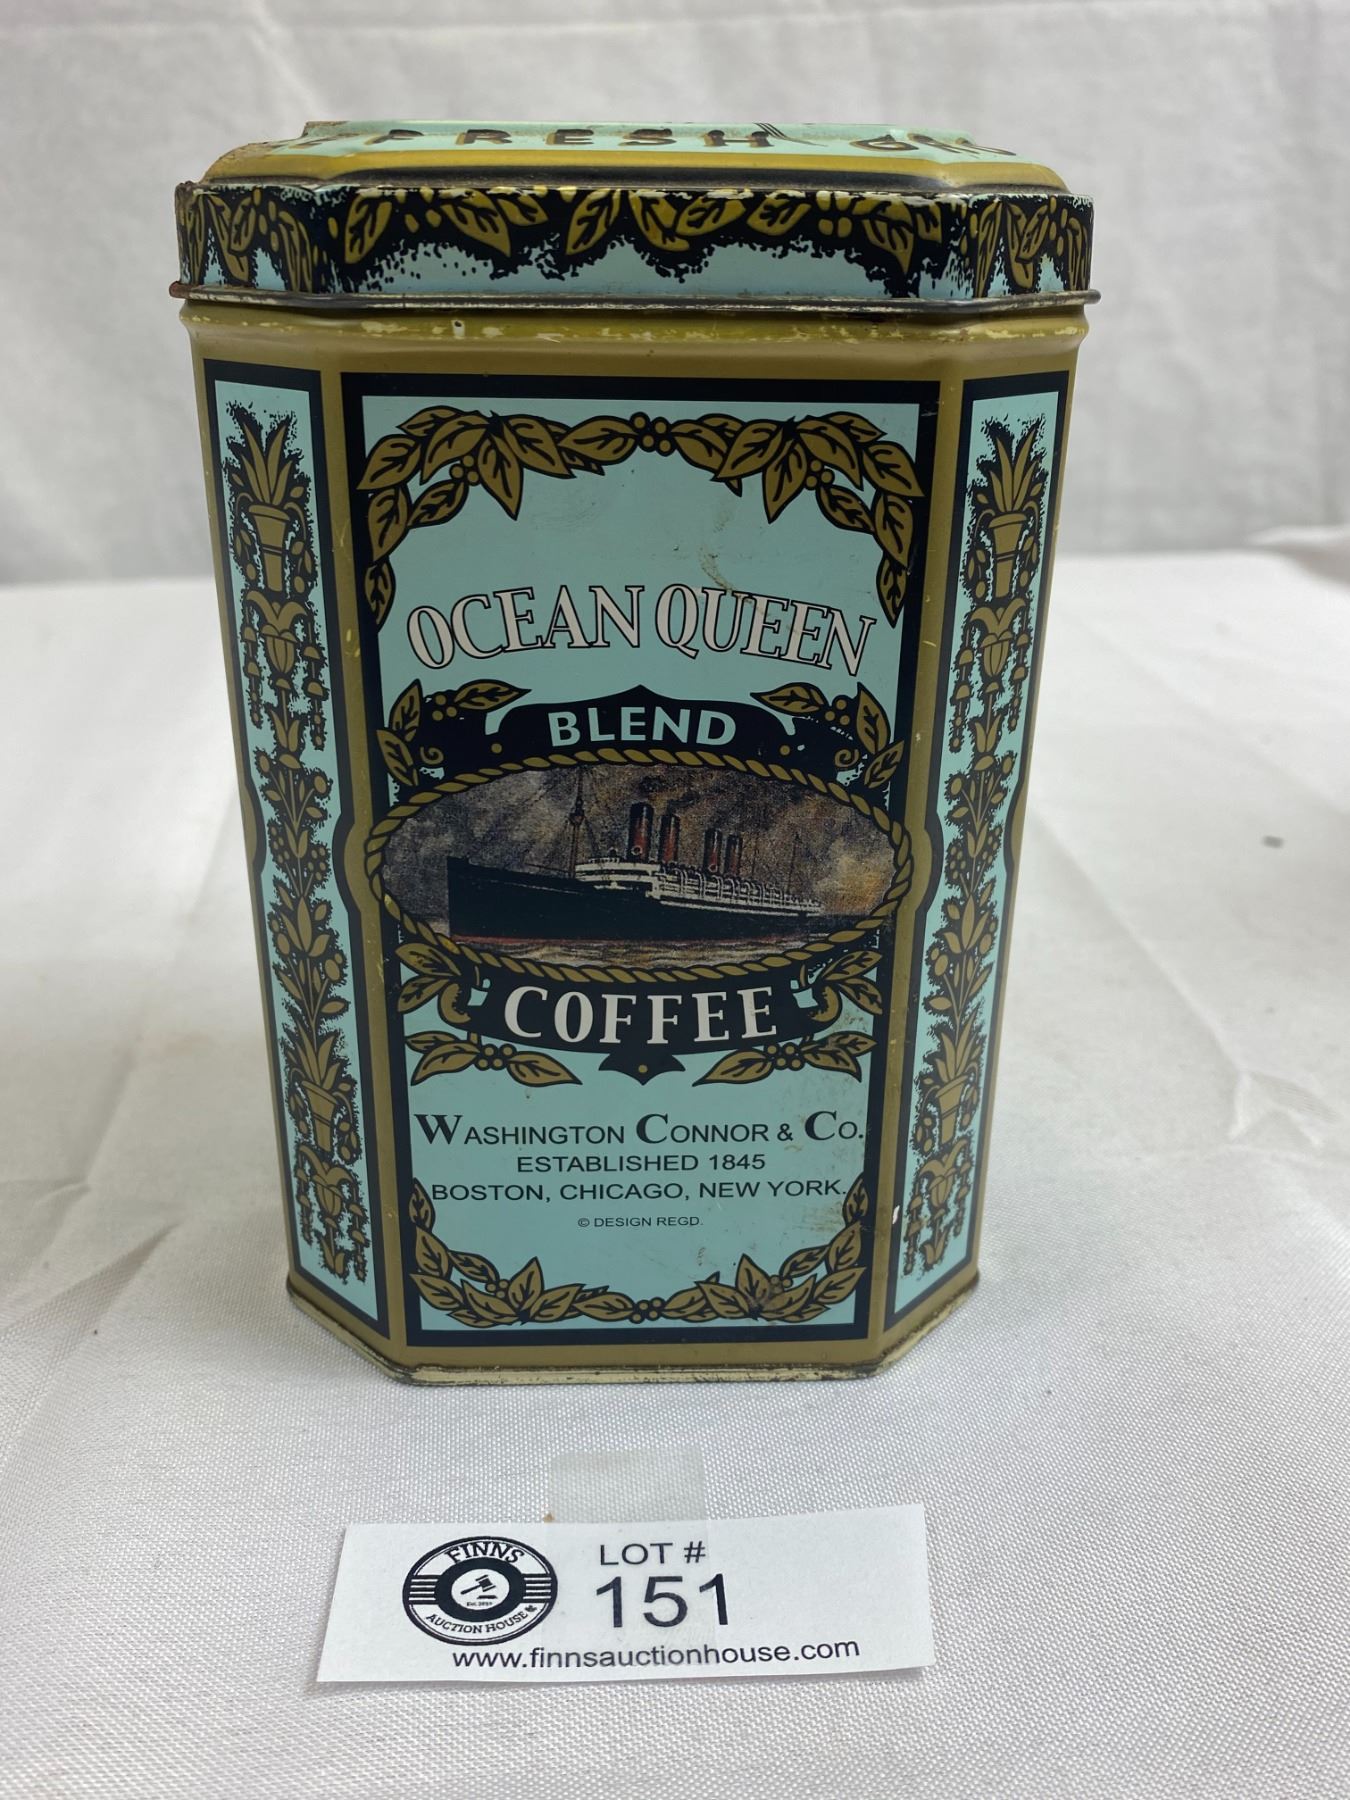 FRESH
OCEAN QUEEN
BLEND
COFFEE
WASHINGTON CONNOR & CO.
ESTABLISHED 1845
BOSTON, CHICAGO, NEW YORK.
© DESIGN REGD.
FINNS
AUCTION HOUSE
LOT #
151
www.finnsauctionhouse.com